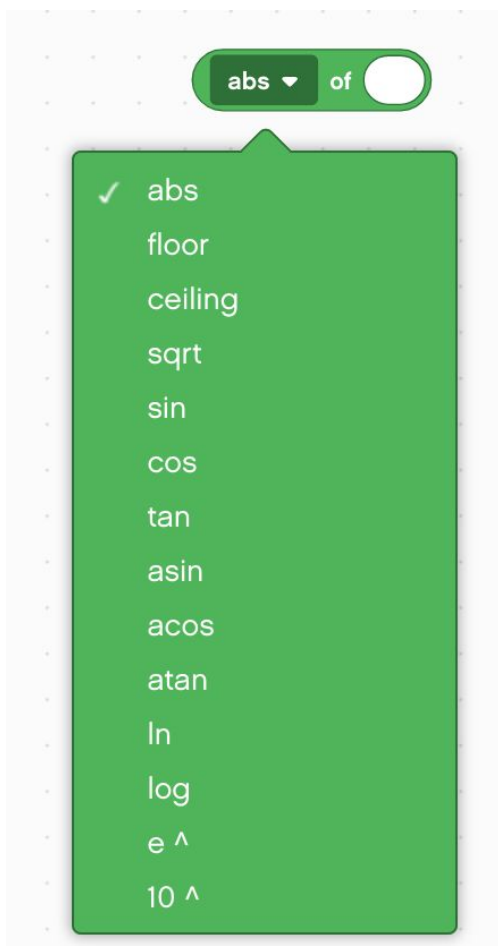 abs of
abs
floor
ceiling
sqrt
sin
cos
tan
asin
acos
atan
ln
log
e ^
10 ^